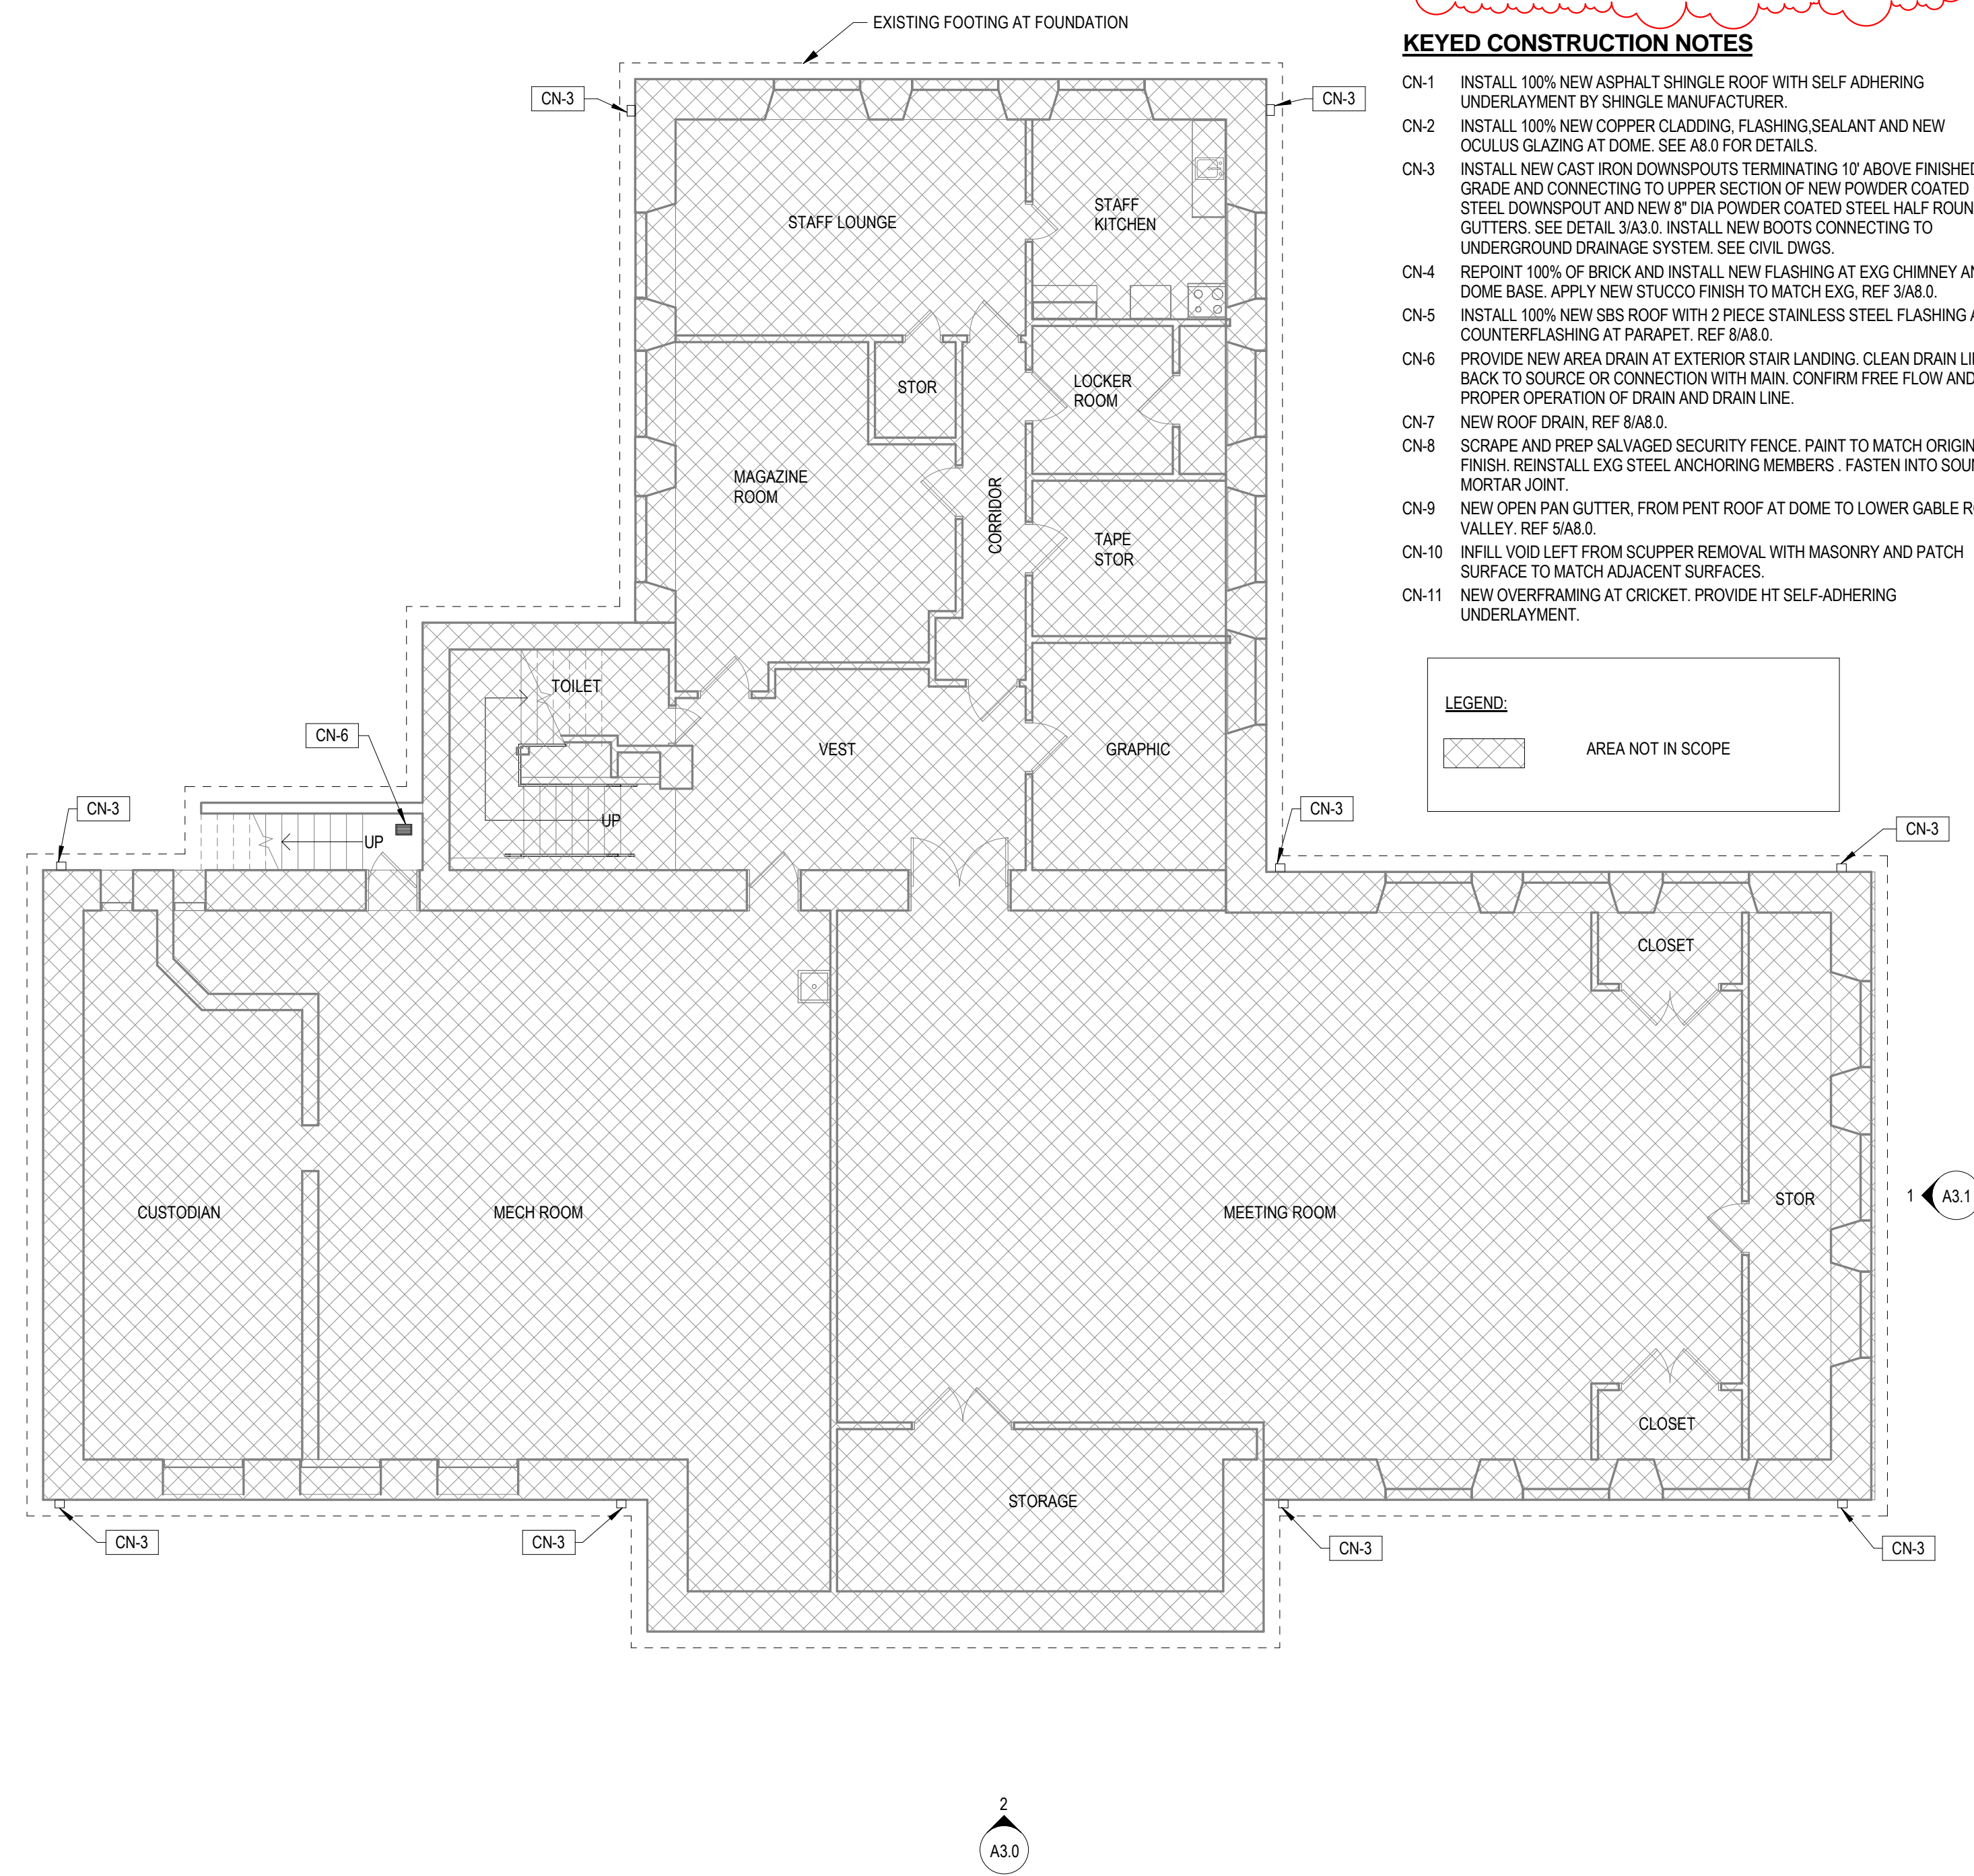 EXISTING FOOTING AT FOUNDATION
CN-3
CN-3
KEYED CONSTRUCTION NOTES
CN-1 INSTALL 100% NEW ASPHALT SHINGLE ROOF WITH SELF ADHERING
UNDERLAYMENT BY SHINGLE MANUFACTURER.
CN-2 INSTALL 100% NEW COPPER CLADDING, FLASHING,SEALANT AND NEW
OCULUS GLAZING AT DOME. SEE A8.0 FOR DETAILS.
CN-3 INSTALL NEW CAST IRON DOWNSPOUTS TERMINATING 10' ABOVE FINISHED
GRADE AND CONNECTING TO UPPER SECTION OF NEW POWDER COATED
STEEL DOWNSPOUT AND NEW 8" DIA POWDER COATED STEEL HALF ROUN
GUTTERS. SEE DETAIL 3/A3.0. INSTALL NEW BOOTS CONNECTING TO
UNDERGROUND DRAINAGE SYSTEM. SEE CIVIL DWGS.
CN-4 REPOINT 100% OF BRICK AND INSTALL NEW FLASHING AT EXG CHIMNEY
DOME BASE. APPLY NEW STUCCO FINISH TO MATCH EXG, REF 3/A8.0.
CN-5 INSTALL 100% NEW SBS ROOF WITH 2 PIECE STAINLESS STEEL FLASHING
COUNTERFLASHING AT PARAPET. REF 8/A8.0.
CN-6 PROVIDE NEW AREA DRAIN AT EXTERIOR STAIR LANDING. CLEAN DRAIN
BACK TO SOURCE OR CONNECTION WITH MAIN. CONFIRM FREE FLOW AND
PROPER OPERATION OF DRAIN AND DRAIN LINE.
CN-7 NEW ROOF DRAIN, REF 8/A8.0.
CN-8 SCRAPE AND PREP SALVAGED SECURITY FENCE. PAINT TO MATCH ORIGIN
FINISH. REINSTALL EXG STEEL ANCHORING MEMBERS . FASTEN INTO
MORTAR JOINT.
CN-9 NEW OPEN PAN GUTTER, FROM PENT ROOF AT DOME TO LOWER GABLE
VALLEY. REF 5/A8.0.
CN-10 INFILL VOID LEFT FROM SCUPPER REMOVAL WITH MASONRY AND PATCH
SURFACE TO MATCH ADJACENT SURFACES.
CN-11 NEW OVERFRAMING AT CRICKET. PROVIDE HT SELF-ADHERING
UNDERLAYMENT.
LEGEND:
AREA NOT IN SCOPE
STAFF LOUNGE
STAFF
KITCHEN
STOR
LOCKER
ROOM
MAGAZINE
ROOM
CORRIDOR
TAPE
STOR
TOILET
CN-6
VEST
GRAPHIC
CN-3
UP
UP
CN-3
CN-3
CLOSET
CUSTODIAN
MECH ROOM
MEETING ROOM
STOR
1
A3.1
CLOSET
STORAGE
CN-3
CN-3
CN-3
CN-3
2
A3.0